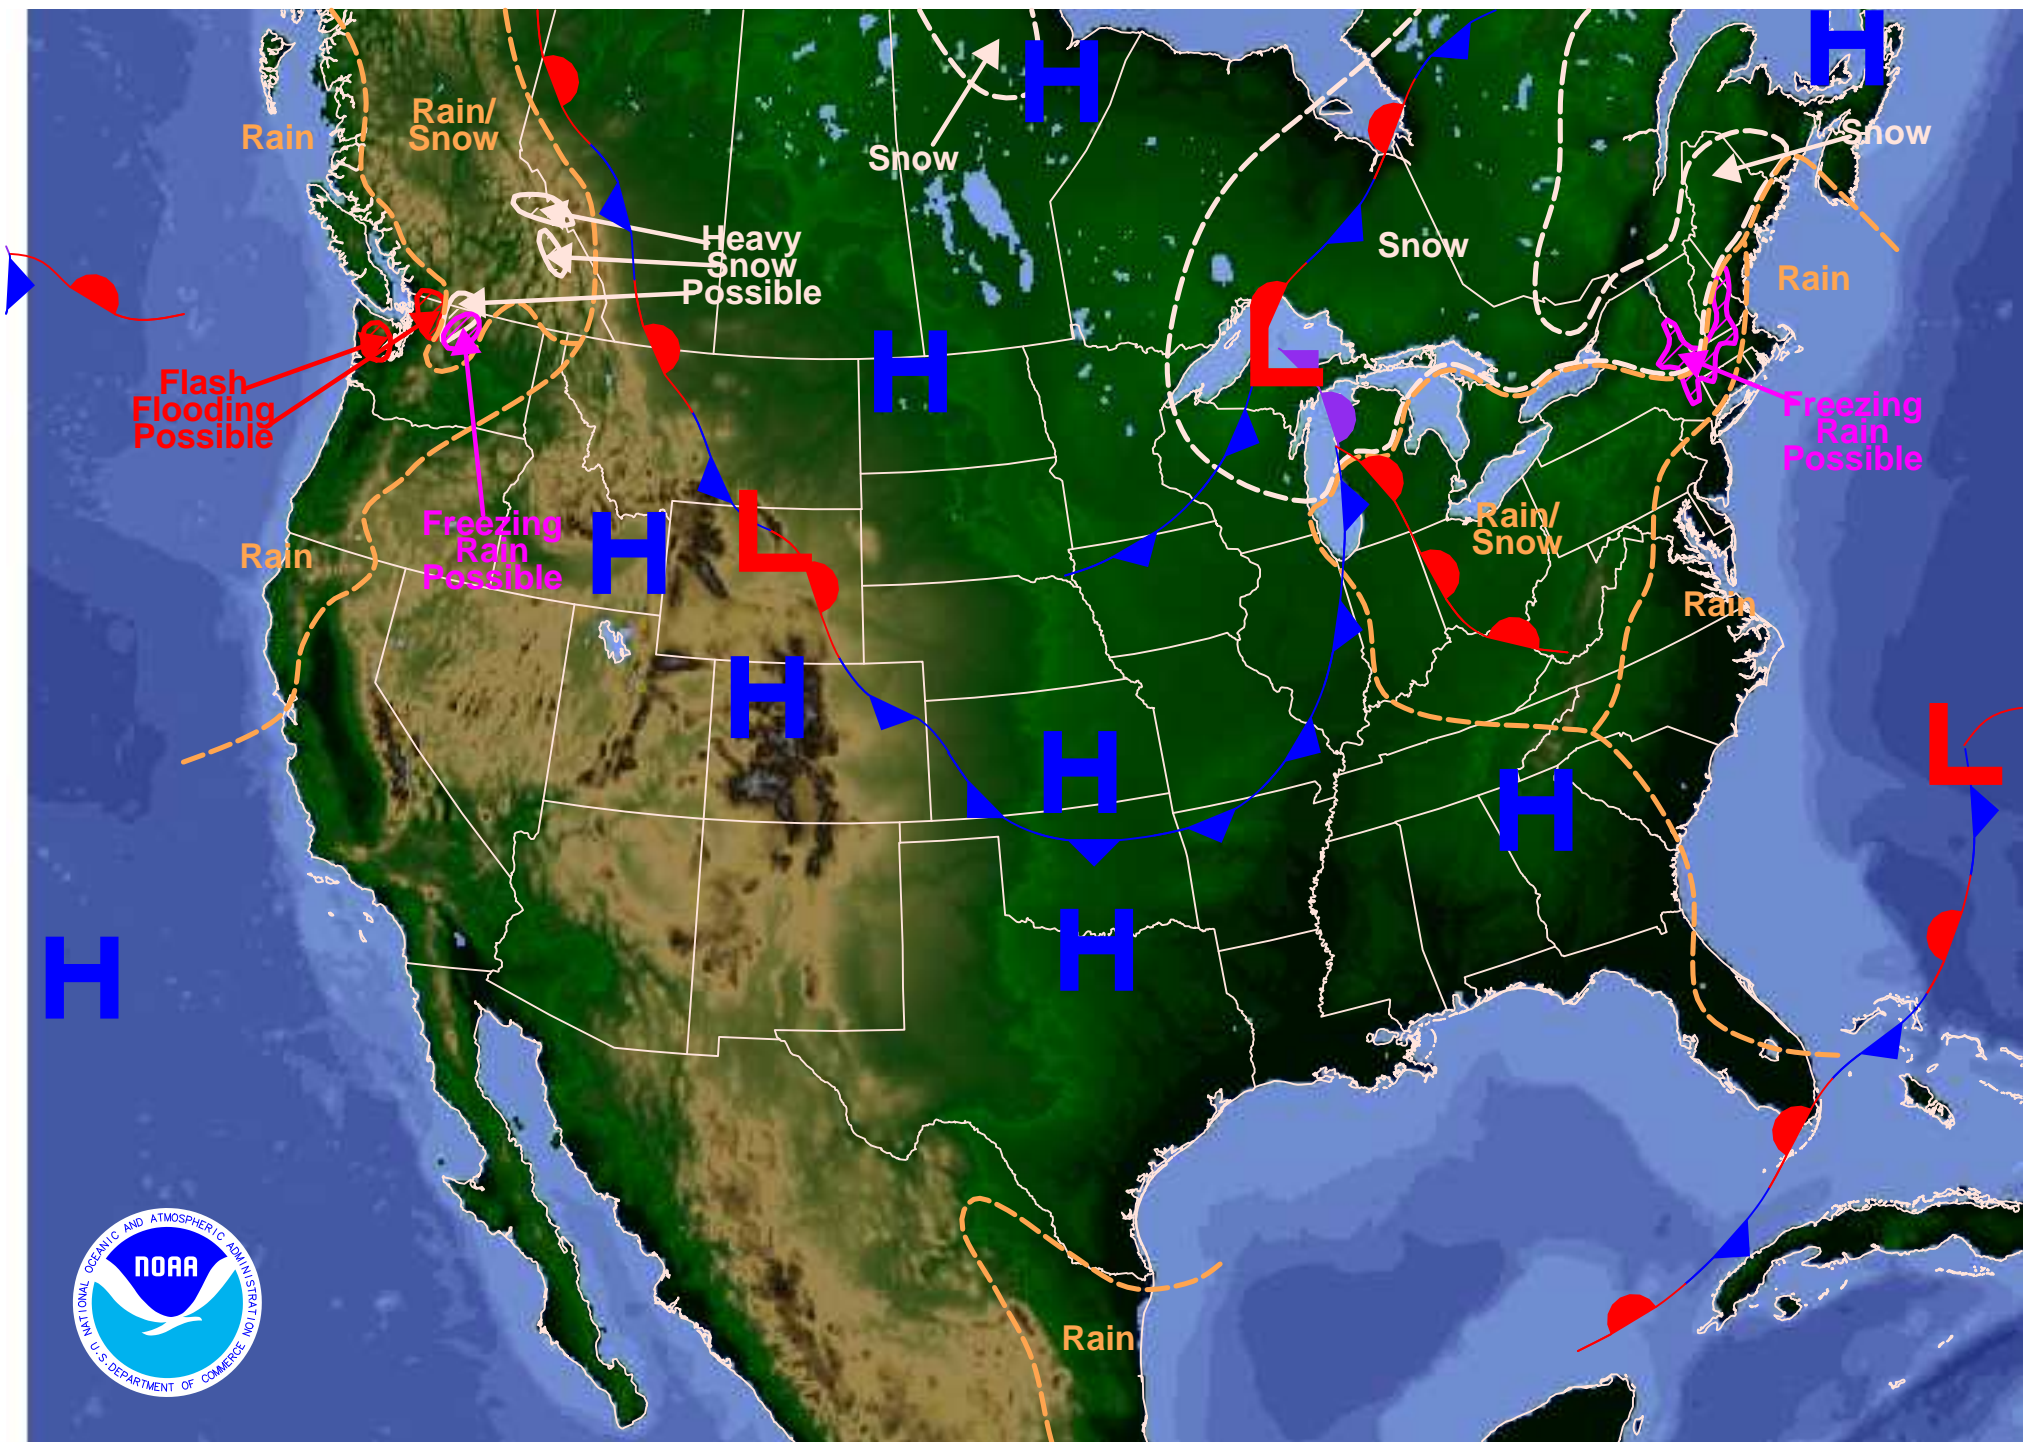 H
H
Rain/
Snow
Rain
Snow
Snow
Heavy
Snow
Possible
Snow
Rain
L
H
L
Flash
Flooding
Possible
Freezing
Rain
Possible
L
H
Freezing
Rain
Possible
Rain/
Snow
Rain
Rain
H
L
H
H
H
H
Rain
NATIONAL OCEANIC AND ATMOSPHERIC ADMINISTRATION
NOAA
U.S. DEPARTMENT OF COMMERCE